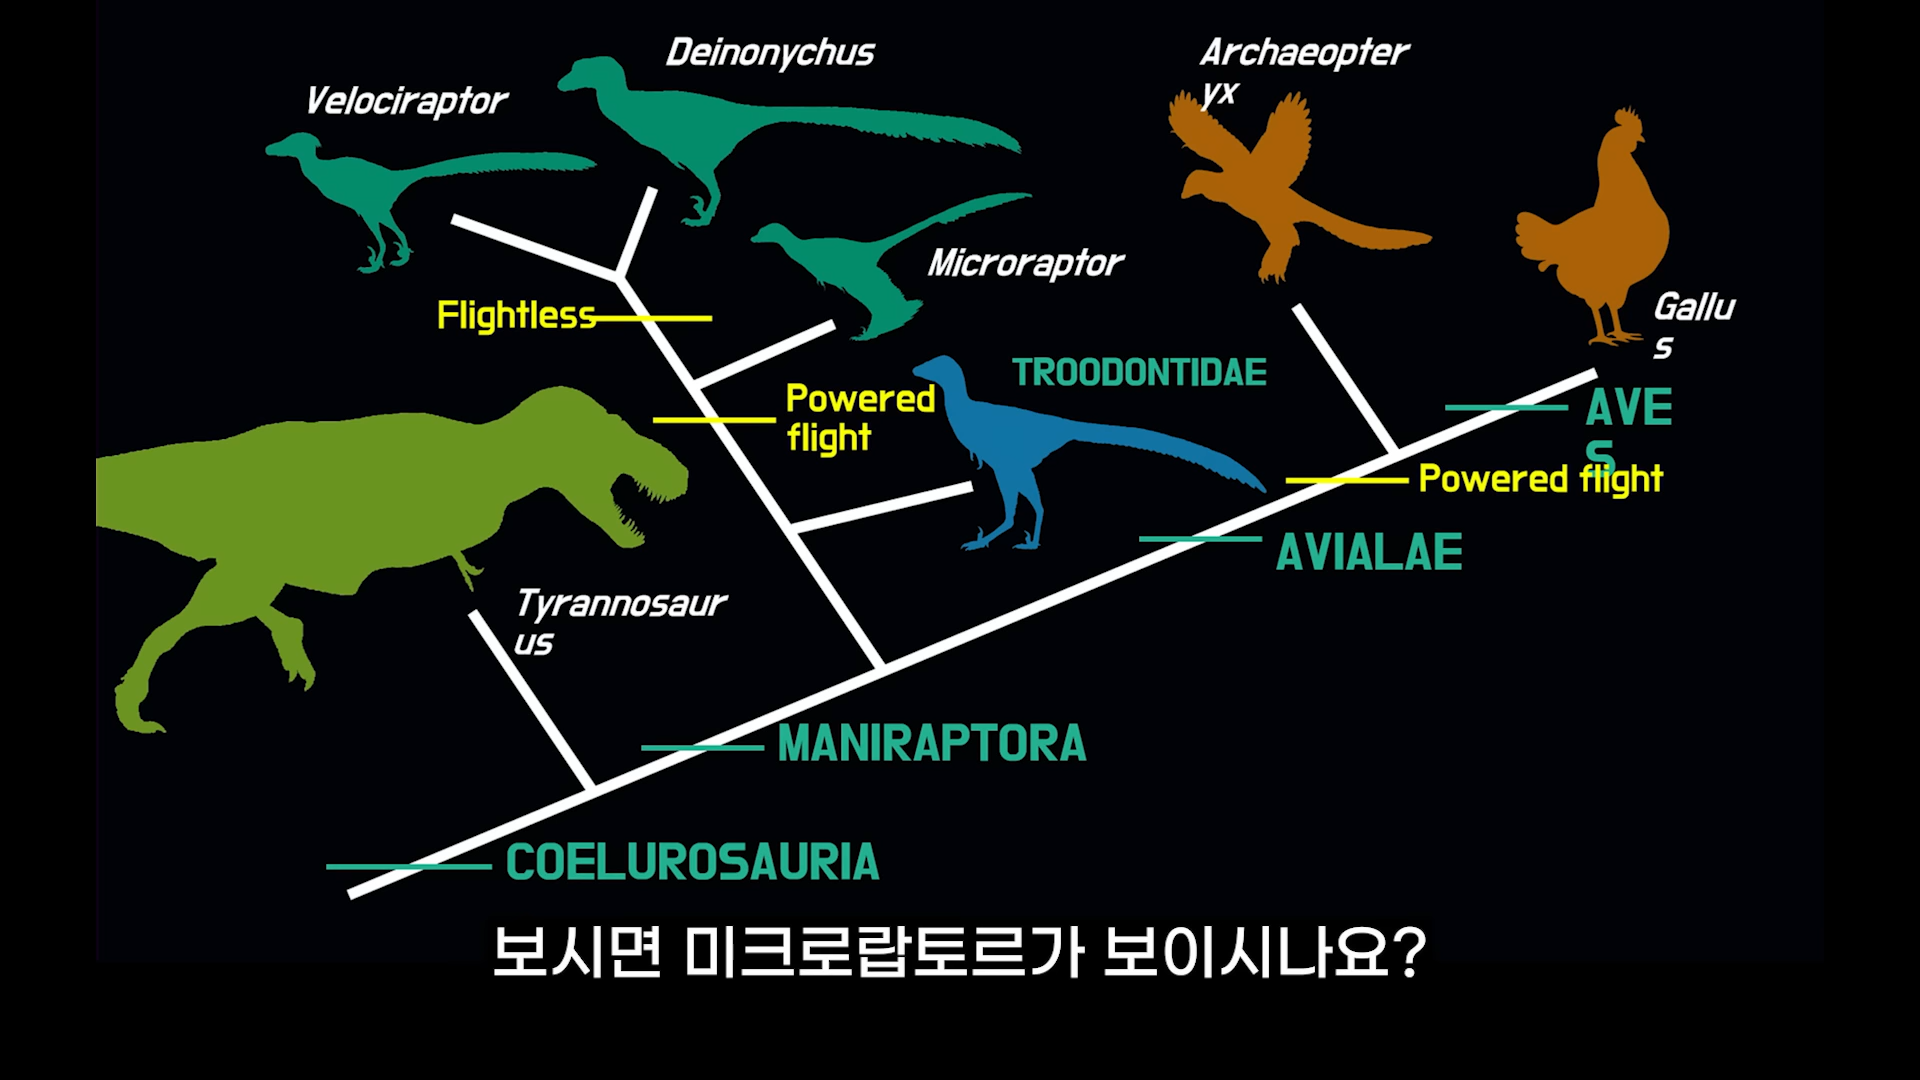 Deinonychus
Archaeopter
yx
Velociraptor
Microraptor
Gallu
s
Flightless
TROODONTIDAE
Powered
flight
AVE
S
Powered flight
AVIALAE
Tyrannosaur
us
MANIRAPTORA
COELUROSAURIA
보시면 미크로랍토르가 보이시나요?